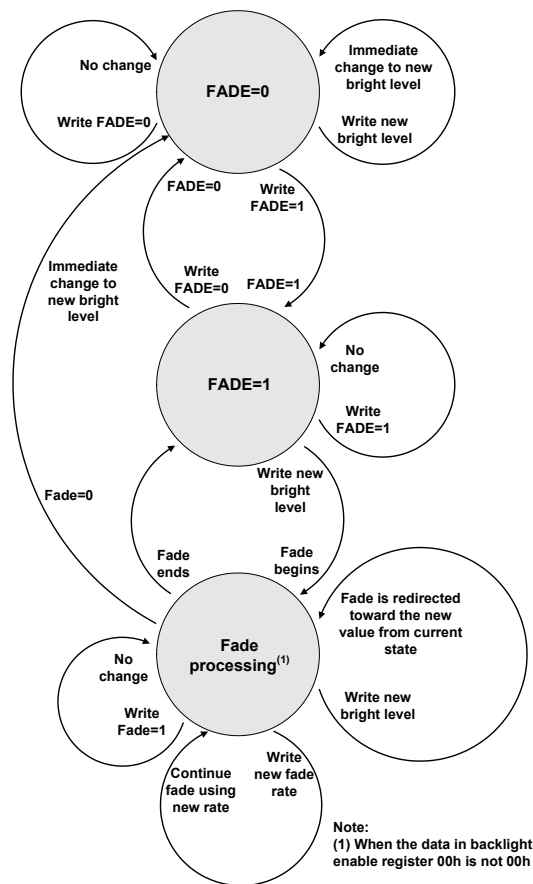 No change
Write FADE=0
FADE=0
Immediate
change to new
bright level
Write new
bright level
FADE=0
Write
FADE=1
Immediate
change to
new bright
level
Write
FADE=0
FADE=1
FADE=1
No
change
Write
FADE=1
Fade=0
Write new
bright
level
Fade
ends
Fade
begins
Fade
processing(1)
Fade is redirected
toward the new
value from current
state
Write new
bright level
No
change
Write
Fade=1
Continue
fade using
new rate
Write
new fade
rate
Note:
(1) When the data in backlight
enable register 00h is not 00h